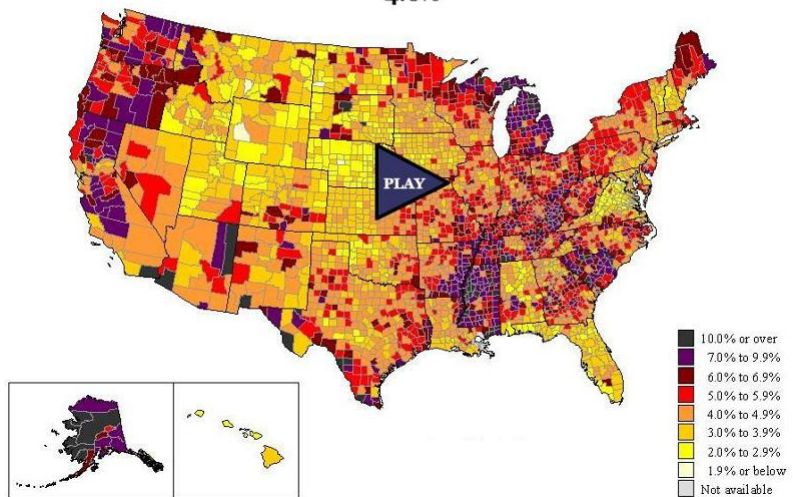 PLAY
10.0% or over
7.0% to 9.9%
6.0% to 6.9%
5.0% to 5.9%
4.0% to 4.9%
3.0% to 3.9%
2.0% to 2.9%
1.9% or below
Not available